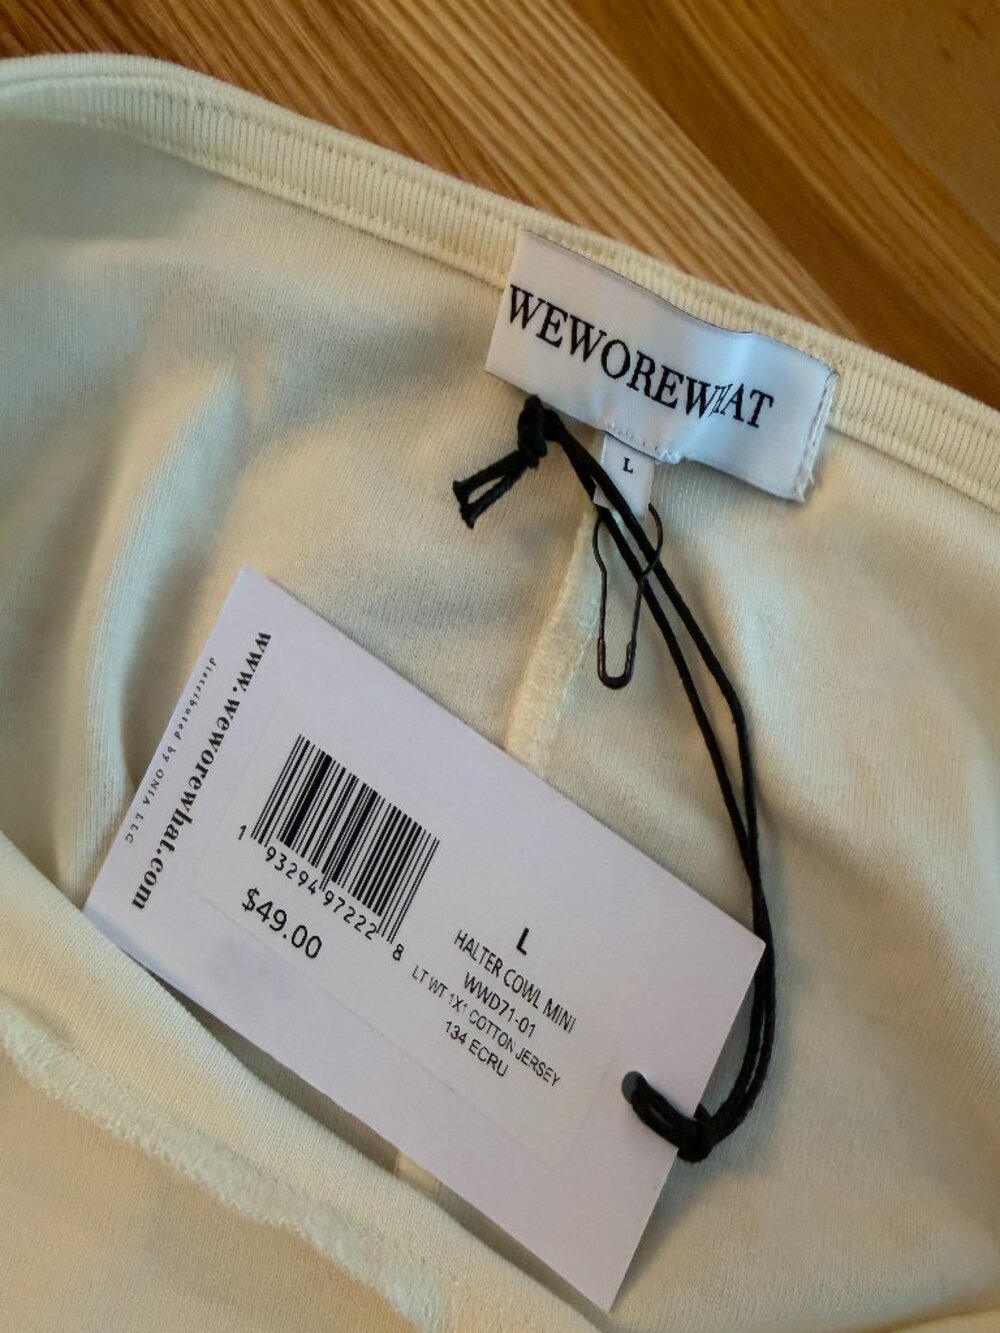 WEWOREWHAT
L
www.weworewhat.com
distributed by ONIA LLC
1 93294 97222 8
$49.00
L
HALTER COWL MINI
WWD71-01
LT WT 1X1 COTTON JERSEY
134 ECRU